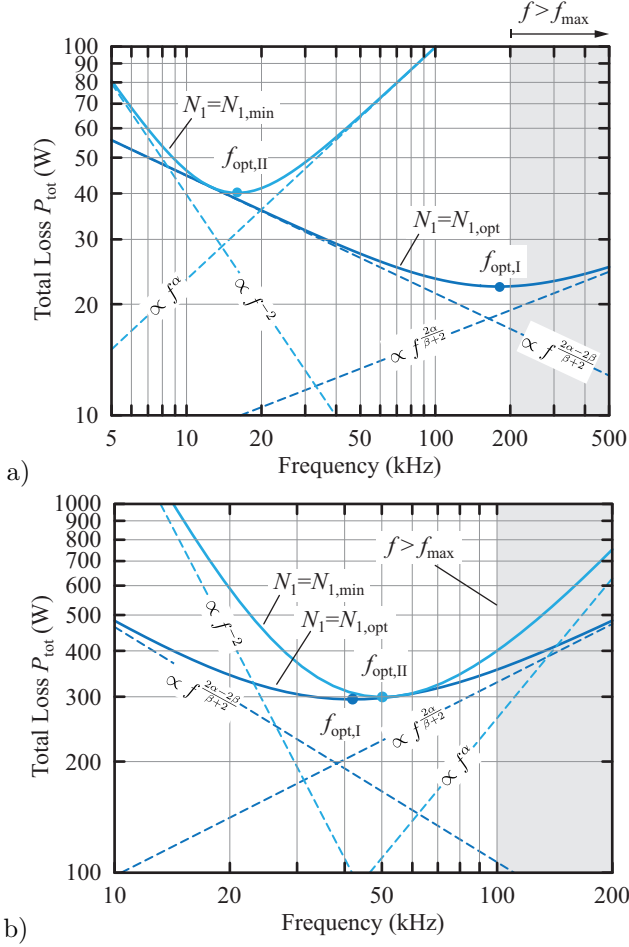 f > f_max
100
90
80
70
60
50
40
30
20
10
Total Loss P_tot (W)
N_1=N_1,min
f_opt,II
N_1=N_1,opt
f_opt,I
∝ f^α
∝ f^-2
∝ f^(2α/(β+2))
∝ f^((2α-2β)/(β+2))
5 10 20 50 100 200 500
Frequency (kHz)
a)
1000
900
800
700
600
500
400
300
200
100
Total Loss P_tot (W)
f > f_max
N_1=N_1,min
∝ f^-2
N_1=N_1,opt
f_opt,II
∝ f^((2α-2β)/(β+2))
f_opt,I
∝ f^(2α/(β+2))
∝ f^α
10 20 50 100 200
Frequency (kHz)
b)